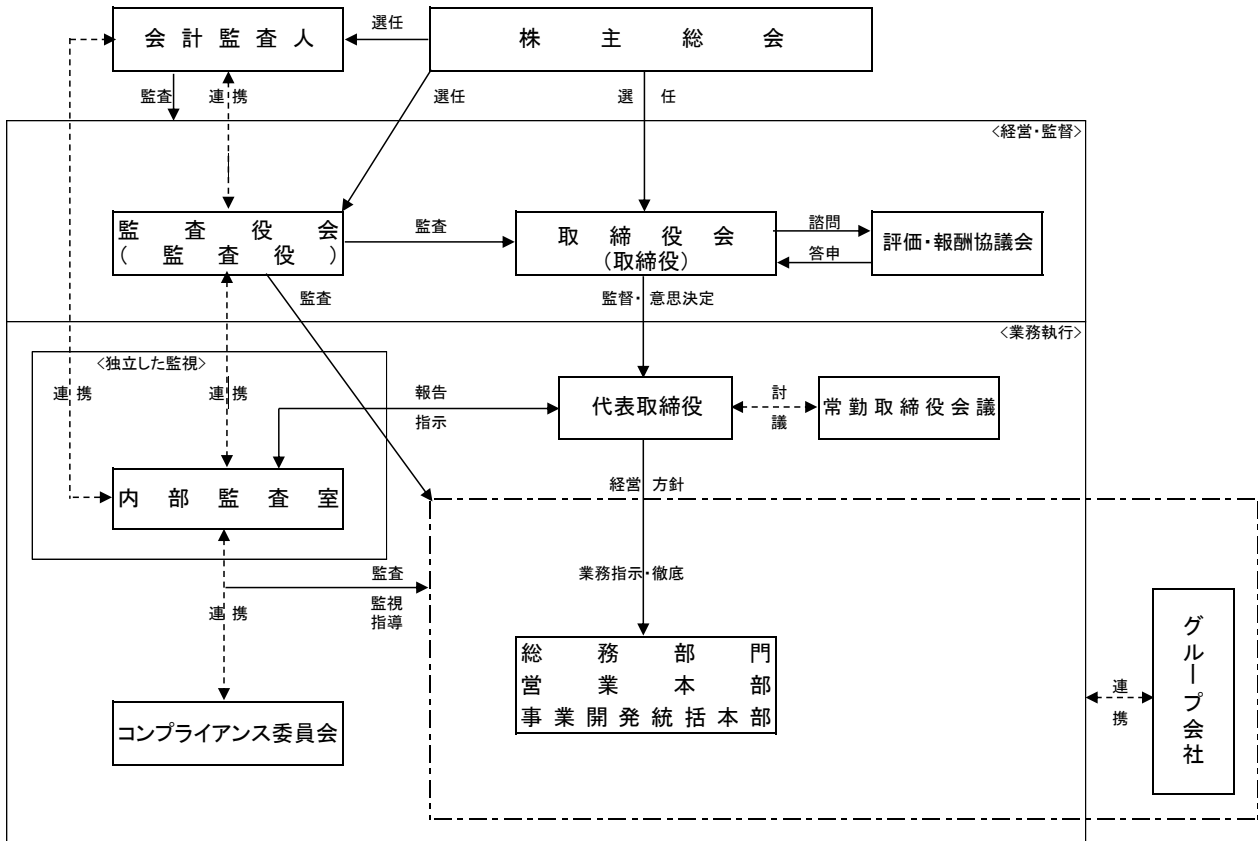 会計監査人
選任
株主総会
監査
連携
選任
選任
<経営・監督>
監査役会
(監査役)
監査
取締役会
(取締役)
諮問
答申
評価・報酬協議会
監査
監督・意思決定
<業務執行>
<独立した監視>
連携
連携
報告
指示
代表取締役
討
議
常勤取締役会議
内部監査室
経営方針
監査
監視
指導
業務指示・徹底
連携
総務部門
営業本部
事業開発統括本部
グループ会社
連
携
コンプライアンス委員会